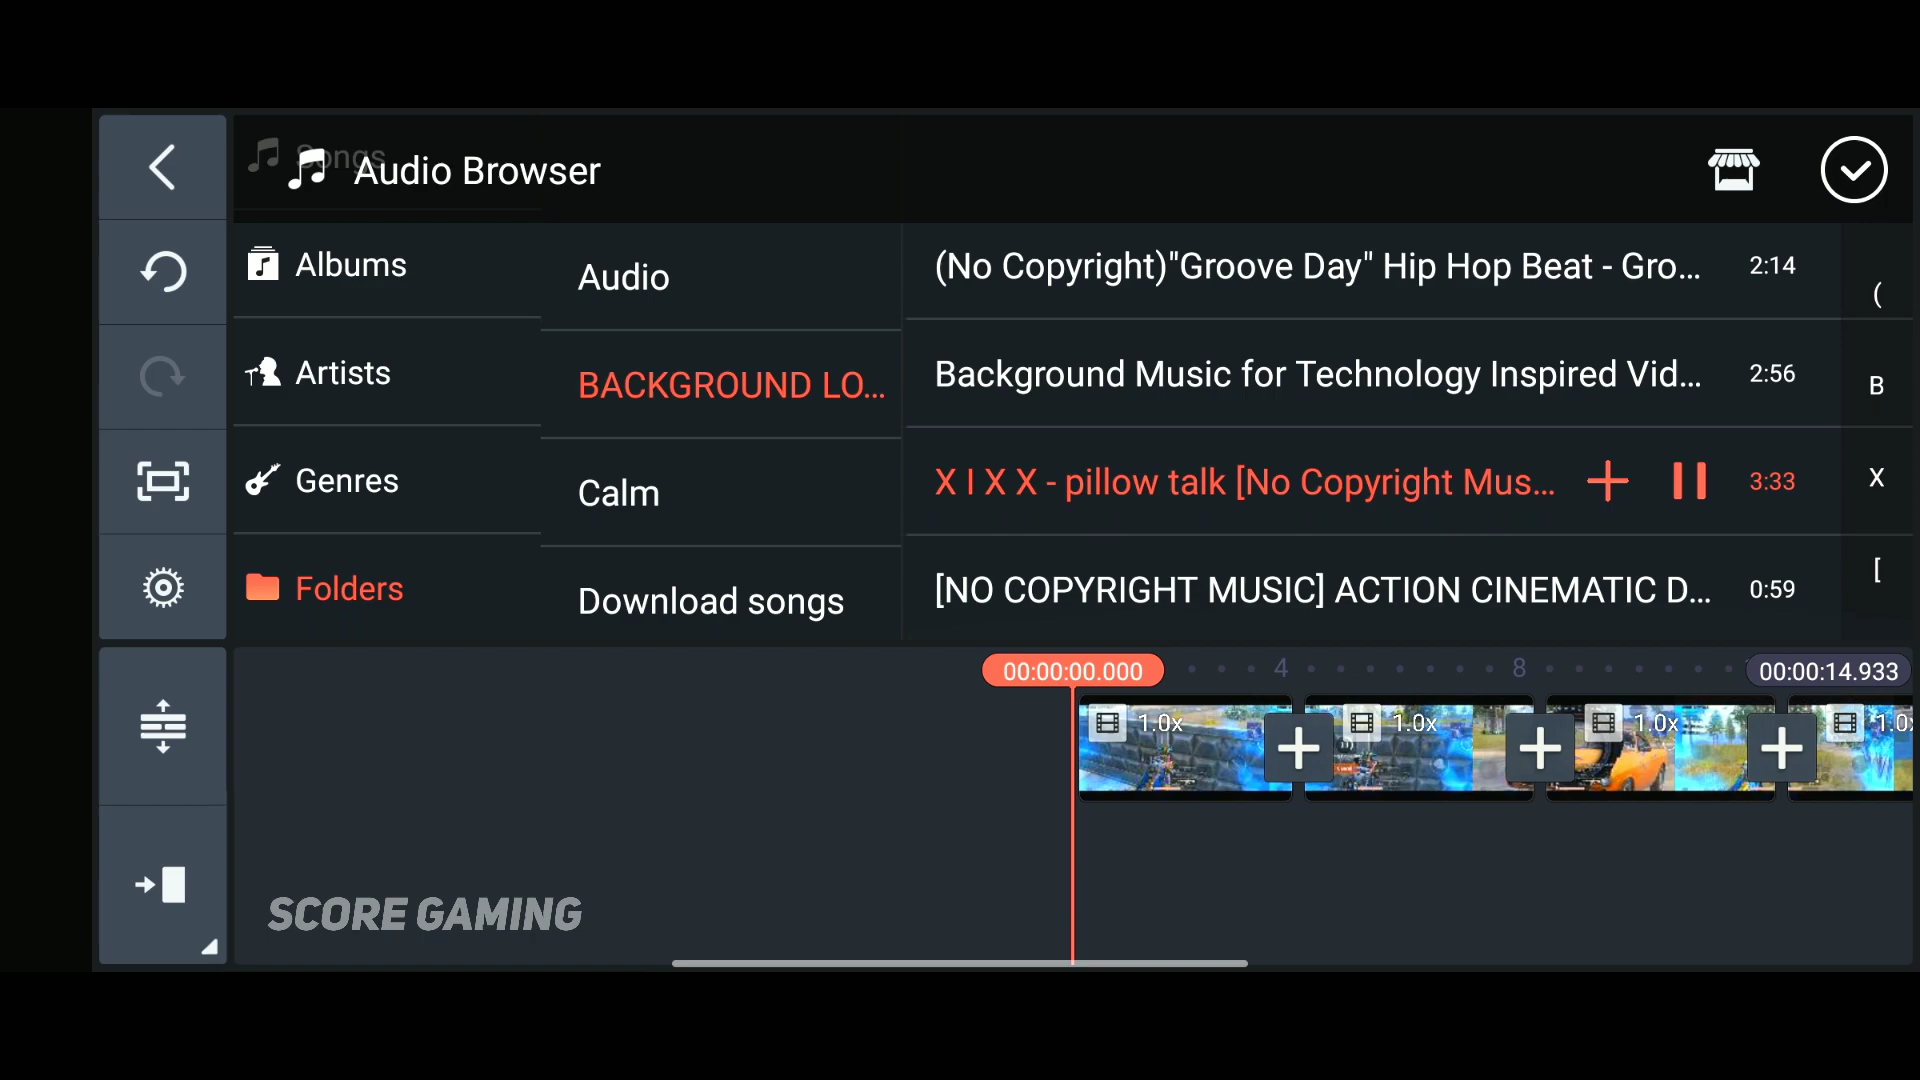 Songs
Audio Browser
Albums
Artists
Genres
Folders
Audio
BACKGROUND LO...
Calm
Download songs
(No Copyright)"Groove Day" Hip Hop Beat - Gro... 2:14
Background Music for Technology Inspired Vid... 2:56
X I X X - pillow talk [No Copyright Mus... 3:33
[NO COPYRIGHT MUSIC] ACTION CINEMATIC D... 0:59
(
B
X
[
00:00:00.000 4 8 00:00:14.933
1.0x 1.0x 1.0x 1.0x
SCORE GAMING